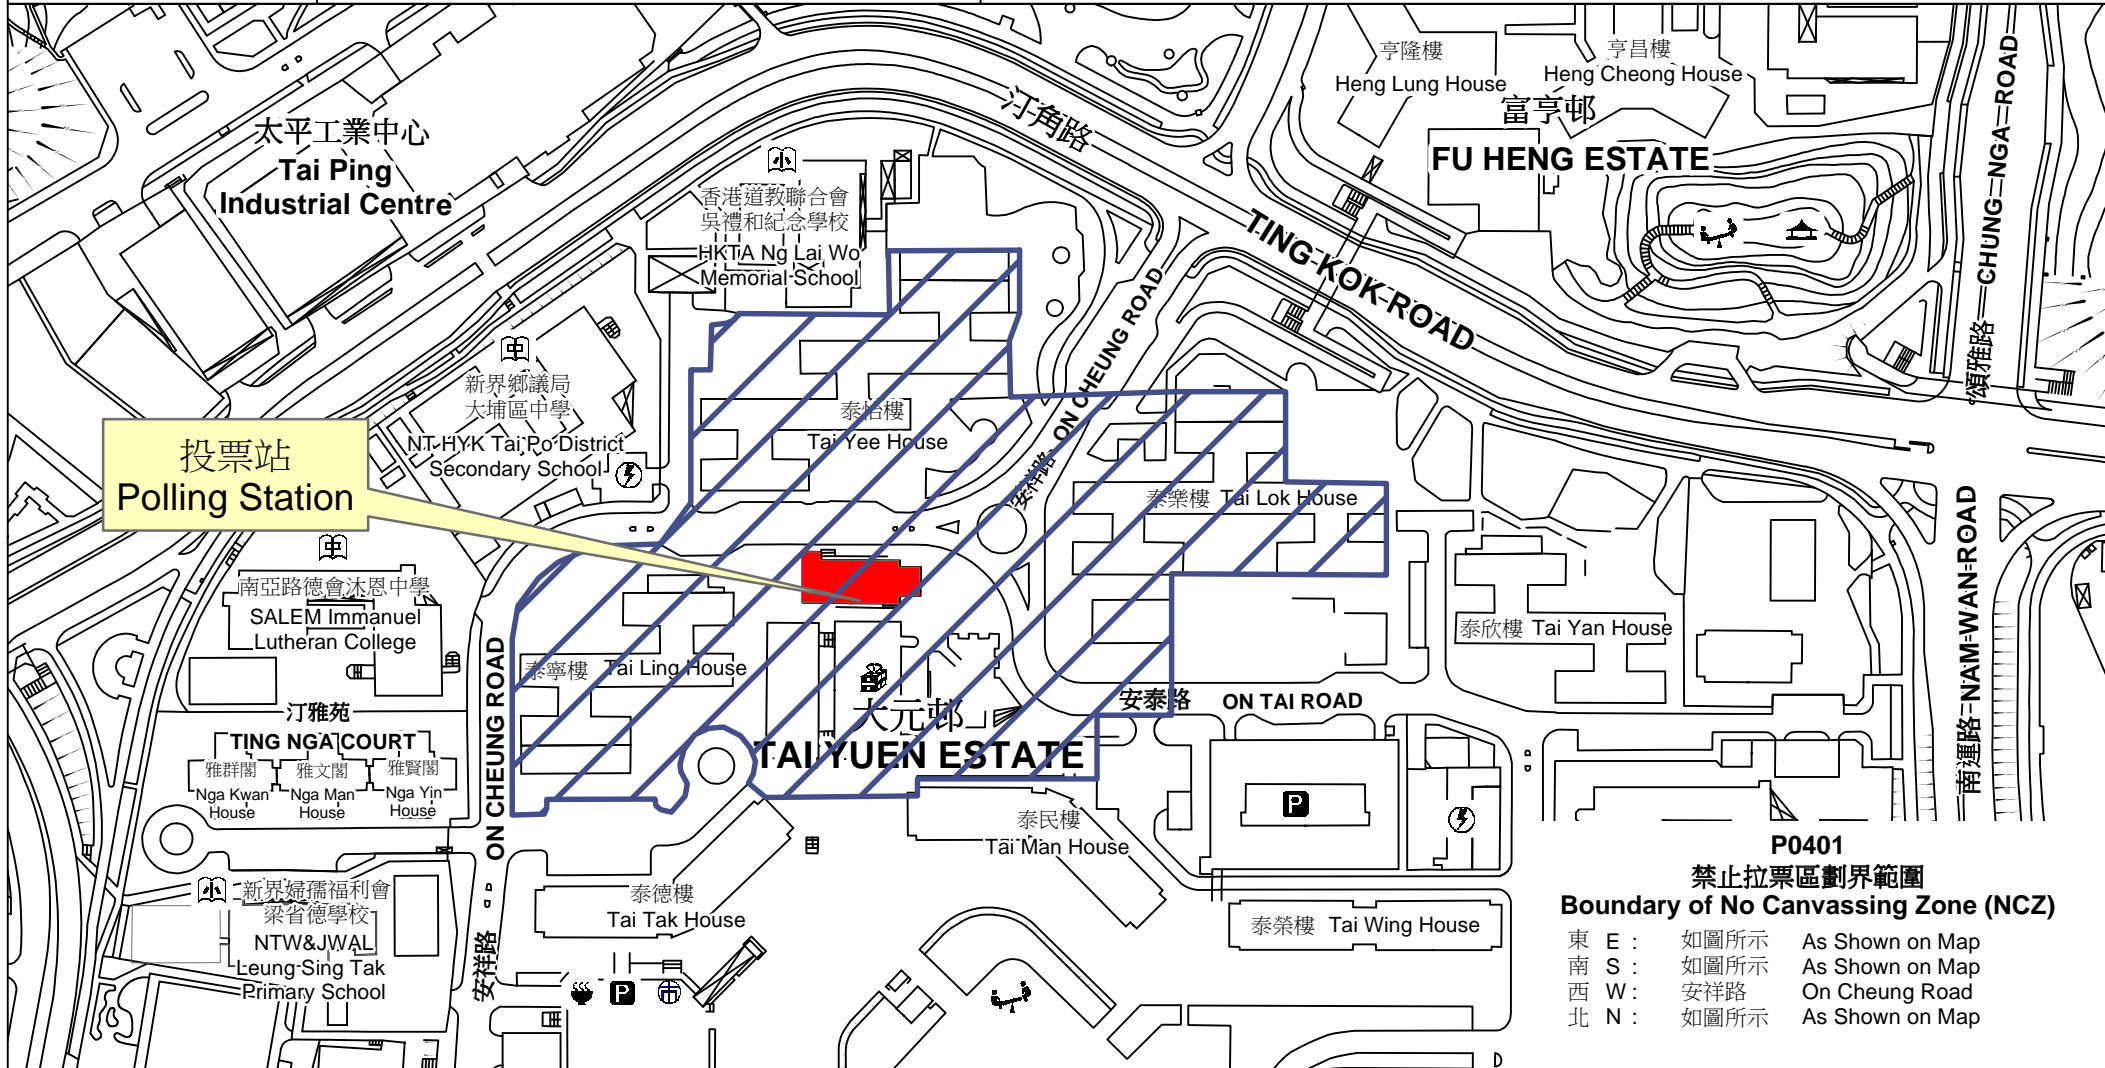 太平工業中心
Tai Ping
Industrial Centre
小
香港道教聯合會
吳禮和紀念學校
HKTA Ng Lai Wo
Memorial School
汀角路
TING KOK ROAD
亨隆樓
Heng Lung House
亨昌樓
Heng Cheong House
富亨邨
FU HENG ESTATE
頌雅路 CHUNG NGA ROAD
中
新界鄉議局
大埔區中學
NT HYK Tai Po District
Secondary School
投票站
Polling Station
泰怡樓
Tai Yee House
安祥路 ON CHEUNG ROAD
泰樂樓 Tai Lok House
中
南亞路德會沐恩中學
SALEM Immanuel
Lutheran College
泰寧樓 Tai Ling House
泰欣樓 Tai Yan House
汀雅苑
TING NGA COURT
雅群閣
Nga Kwan
House
雅文閣
Nga Man
House
雅賢閣
Nga Yin
House
大元邨
TAI YUEN ESTATE
安泰路 ON TAI ROAD
南運路 NAM WAN ROAD
安祥路 ON CHEUNG ROAD
P
泰民樓
Tai Man House
小
新界婦孺福利會
梁省德學校
NTW&JWAL
Leung Sing Tak
Primary School
泰德樓
Tai Tak House
泰榮樓 Tai Wing House
P
市
P0401
禁止拉票區劃界範圍
Boundary of No Canvassing Zone (NCZ)
東 E : 如圖所示 As Shown on Map
南 S : 如圖所示 As Shown on Map
西 W : 安祥路 On Cheung Road
北 N : 如圖所示 As Shown on Map